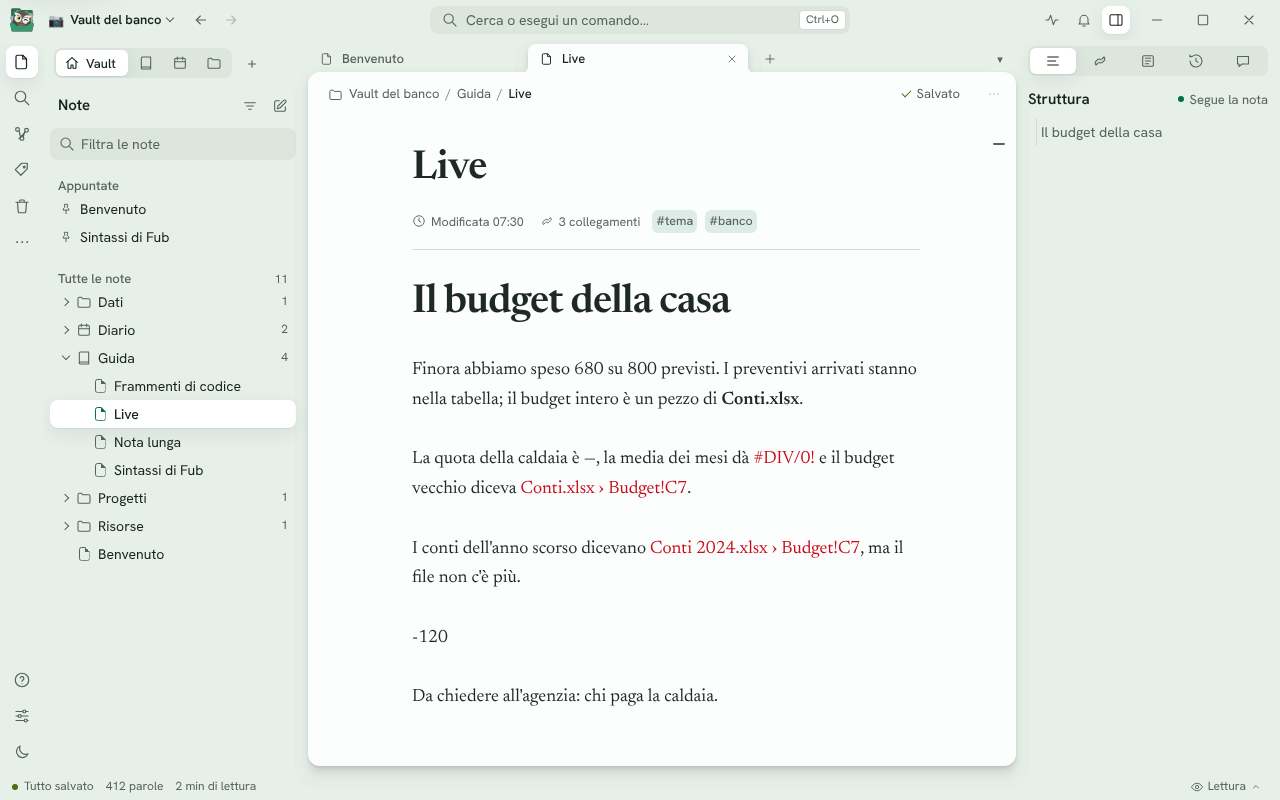 Vault del banco
Cerca o esegui un comando…
Ctrl+O
Vault
Note
Filtra le note
Appuntate
Benvenuto
Sintassi di Fub
Tutte le note 11
Dati 1
Diario 2
Guida 4
Frammenti di codice
Live
Nota lunga
Sintassi di Fub
Progetti 1
Risorse 1
Benvenuto
Benvenuto
Live
Vault del banco / Guida / Live
Salvato
Live
Modificata 07:30 3 collegamenti #tema #banco
Il budget della casa
Finora abbiamo speso 680 su 800 previsti. I preventivi arrivati stanno
nella tabella; il budget intero è un pezzo di Conti.xlsx.
La quota della caldaia è —, la media dei mesi dà #DIV/0! e il budget
vecchio diceva Conti.xlsx › Budget!C7.
I conti dell'anno scorso dicevano Conti 2024.xlsx › Budget!C7, ma il
file non c'è più.
-120
Da chiedere all'agenzia: chi paga la caldaia.
Struttura
Segue la nota
Il budget della casa
Tutto salvato 412 parole 2 min di lettura
Lettura